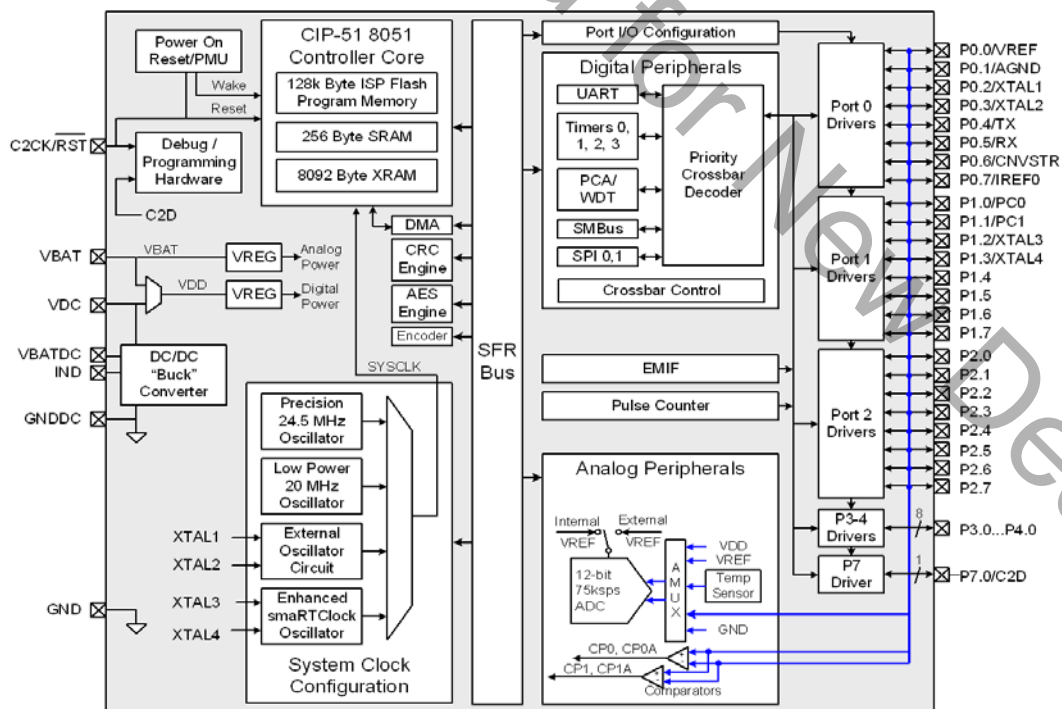 Power On
Reset/PMU
Wake
Reset
C2CK/RST
Debug /
Programming
Hardware
C2D
VBAT
VBAT
VREG
Analog
Power
VDC
VDD
VREG
Digital
Power
VBATDC
IND
DC/DC
"Buck"
Converter
GNDDC
GND
CIP-51 8051
Controller Core
128k Byte ISP Flash
Program Memory
256 Byte SRAM
8092 Byte XRAM
DMA
CRC
Engine
AES
Engine
Encoder
SYSCLK
Precision
24.5 MHz
Oscillator
Low Power
20 MHz
Oscillator
XTAL1
XTAL2
External
Oscillator
Circuit
XTAL3
XTAL4
Enhanced
smaRTClock
Oscillator
System Clock
Configuration
SFR
Bus
Port I/O Configuration
Digital Peripherals
UART
Timers 0,
1, 2, 3
PCA/
WDT
SMBus
SPI 0,1
Priority
Crossbar
Decoder
Crossbar Control
EMIF
Pulse Counter
Analog Peripherals
Internal
VREF
External
VREF
12-bit
75ksps
ADC
A
M
U
X
VDD
VREF
Temp
Sensor
GND
CP0, CP0A
CP1, CP1A
+
-
+
-
Comparators
Port 0
Drivers
Port 1
Drivers
Port 2
Drivers
P3-4
Drivers
P7
Driver
8
1
P0.0/VREF
P0.1/AGND
P0.2/XTAL1
P0.3/XTAL2
P0.4/TX
P0.5/RX
P0.6/CNVSTR
P0.7/IREF0
P1.0/PC0
P1.1/PC1
P1.2/XTAL3
P1.3/XTAL4
P1.4
P1.5
P1.6
P1.7
P2.0
P2.1
P2.2
P2.3
P2.4
P2.5
P2.6
P2.7
P3.0...P4.0
P7.0/C2D
for New De